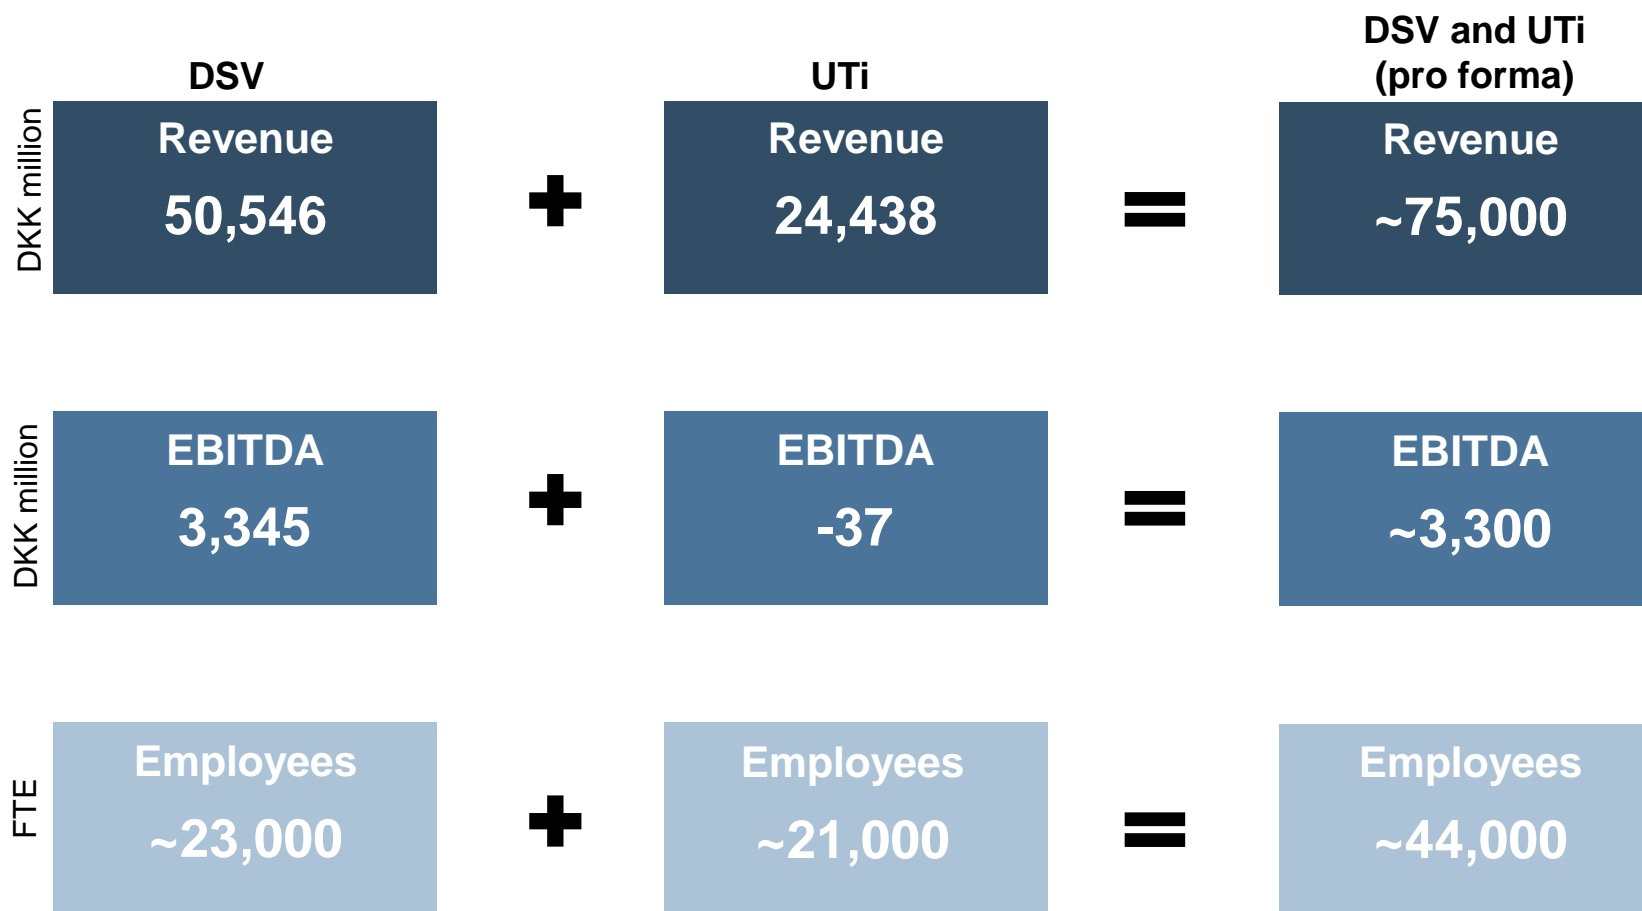 DSV
UTi
DSV and UTi
(pro forma)
DKK million
Revenue
50,546
+
Revenue
24,438
=
Revenue
~75,000
DKK million
EBITDA
3,345
+
EBITDA
-37
=
EBITDA
~3,300
FTE
Employees
~23,000
+
Employees
~21,000
=
Employees
~44,000